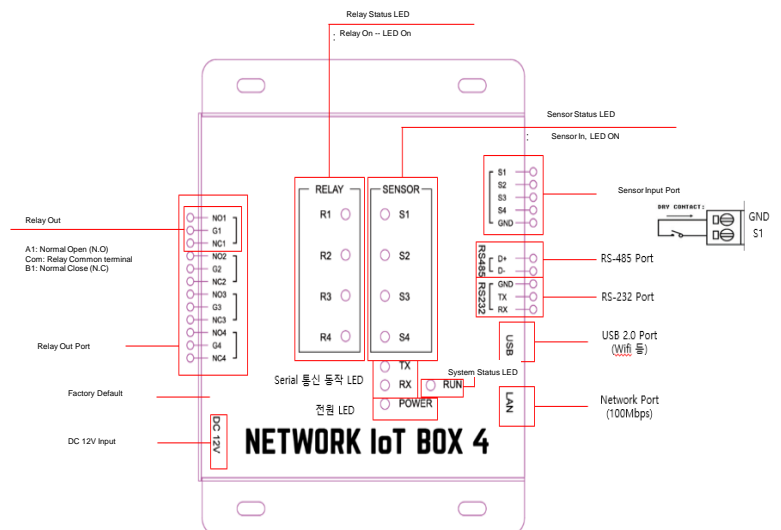 Relay Status LED
: Relay On -- LED On
Sensor Status LED
: Sensor In, LED ON
RELAY
SENSOR
R1
S1
R2
S2
R3
S3
R4
S4
Relay Out
A1: Normal Open (N.O)
Com: Relay Common terminal
B1: Normal Close (N.C)
Relay Out Port
NO1
G1
NC1
NO2
G2
NC2
NO3
G3
NC3
NO4
G4
NC4
Factory Default
DC 12V Input
DC 12V
S1
S2
S3
S4
GND
Sensor Input Port
DRY CONTACT:
GND
S1
RS485
D+
D-
RS-485 Port
RS232
GND
TX
RX
RS-232 Port
USB
USB 2.0 Port
(Wifi 등)
LAN
Network Port
(100Mbps)
Serial 통신 동작 LED
TX
RX
System Status LED
RUN
전원 LED
POWER
NETWORK IoT BOX 4